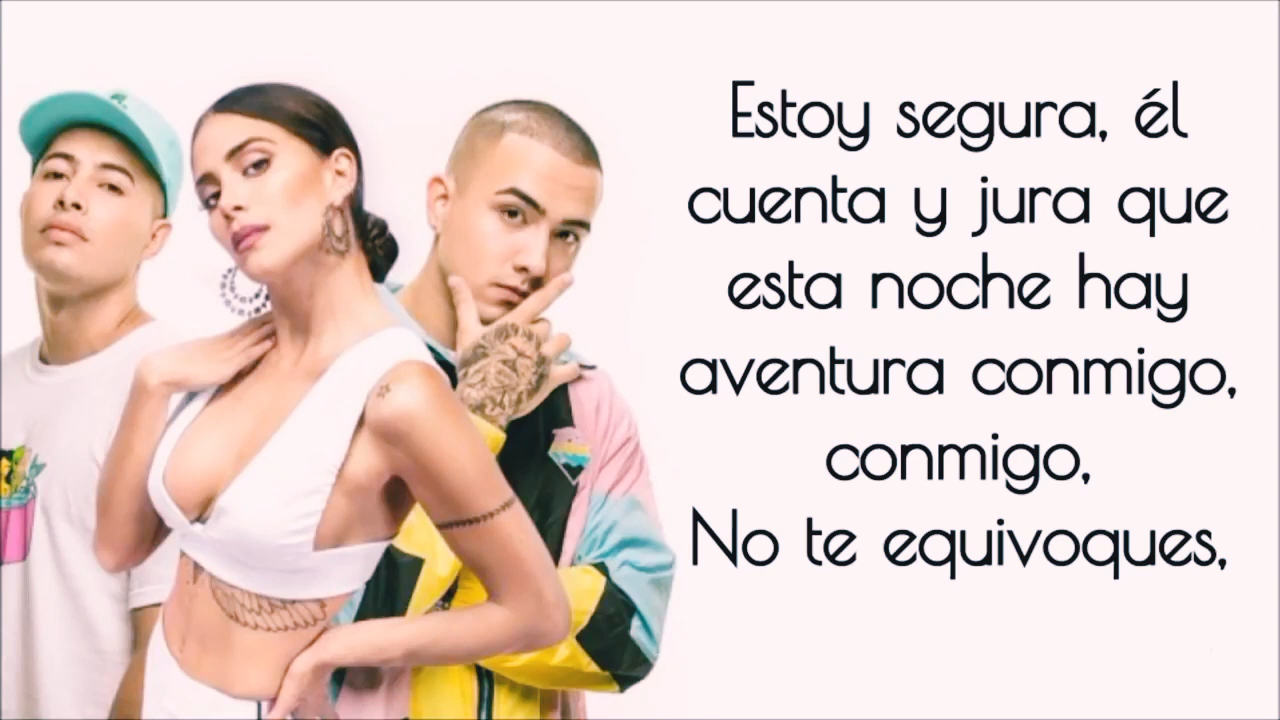 Estoy segura, él
cuenta y jura que
esta noche hay
aventura conmigo,
conmigo,
No te equivoques,